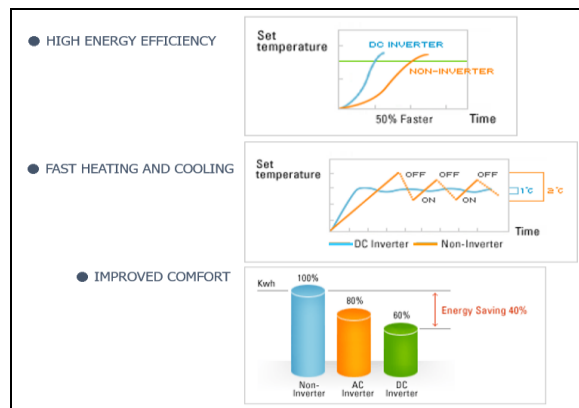 HIGH ENERGY EFFICIENCY
Set
temperature
DC INVERTER
NON-INVERTER
50% Faster
Time
FAST HEATING AND COOLING
Set
temperature
OFF OFF OFF
ON ON
1°C
2°C
Time
DC Inverter Non-Inverter
IMPROVED COMFORT
Kwh
100%
80%
60%
Energy Saving 40%
Non-
Inverter
AC
Inverter
DC
Inverter